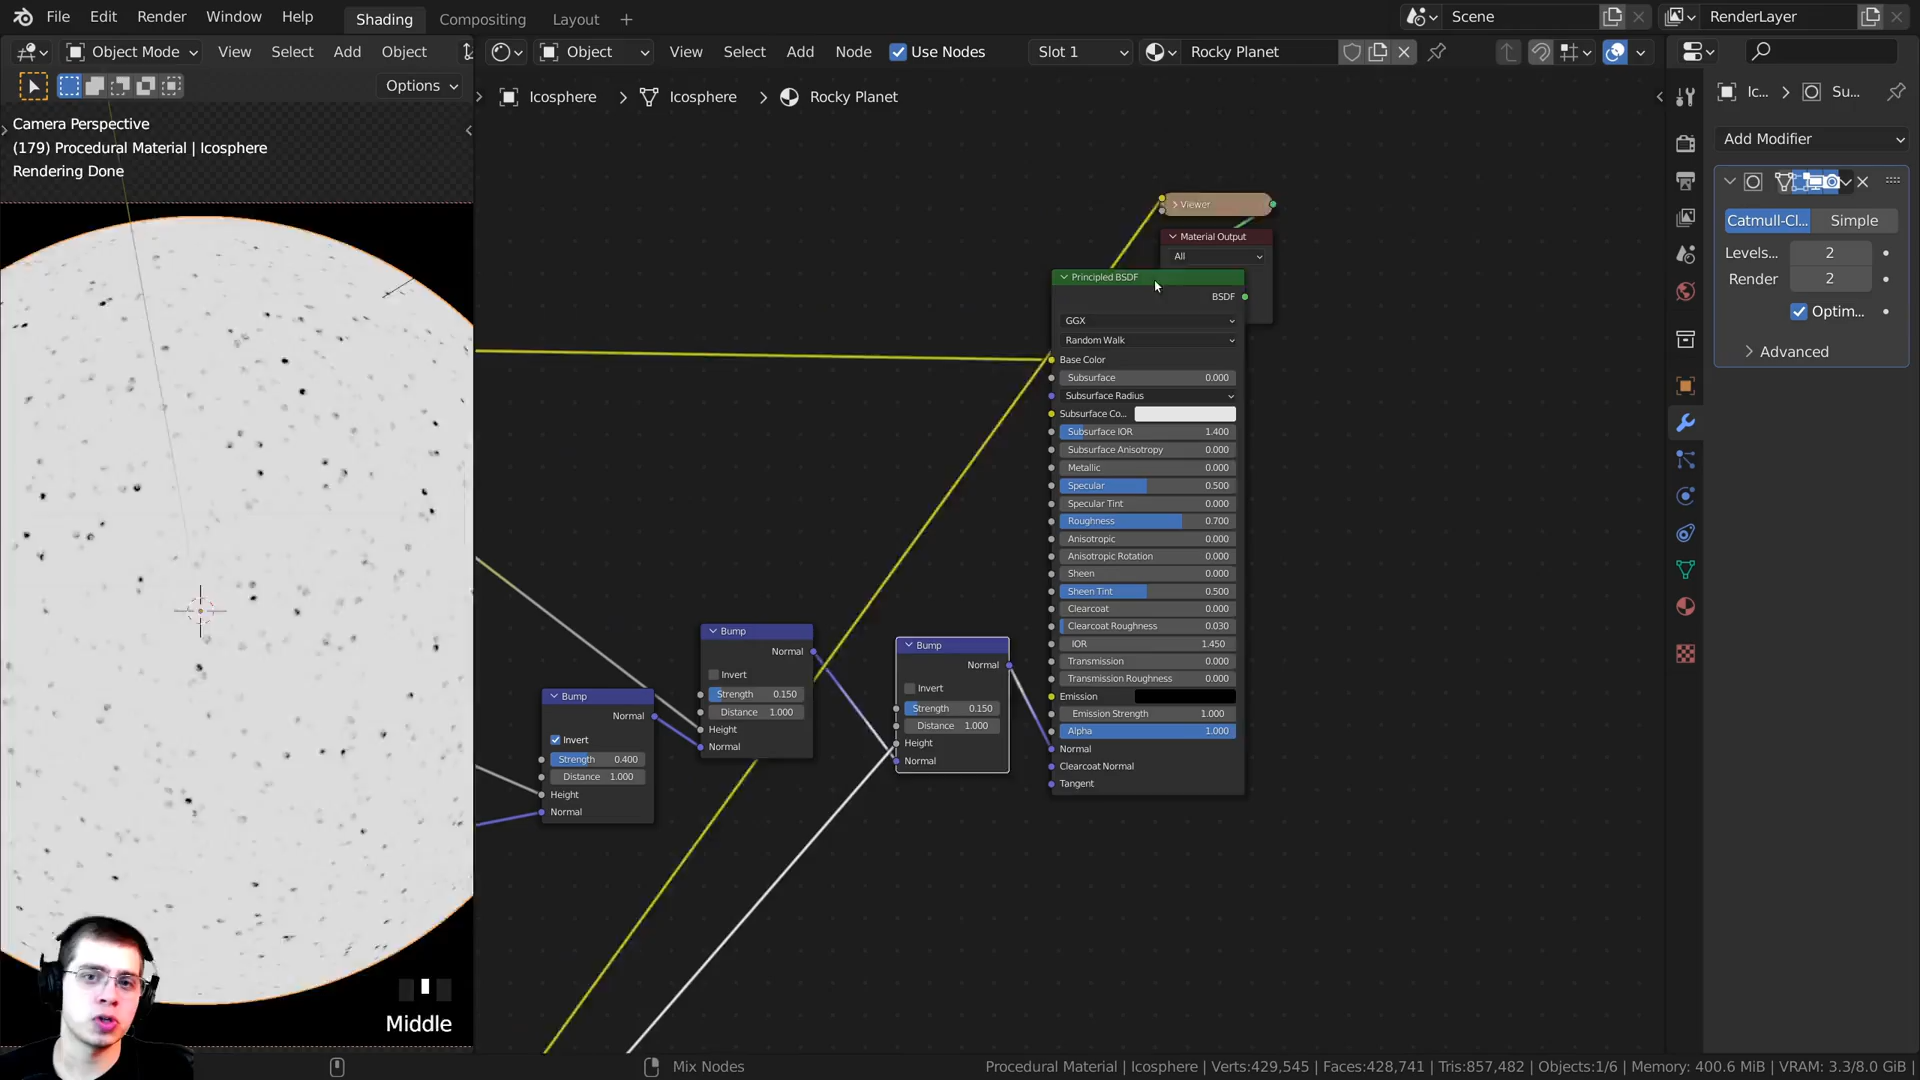 File Edit Render Window Help Shading Compositing Layout + Scene RenderLayer
Object Mode View Select Add Object
Object View Select Add Node Use Nodes Slot 1 Rocky Planet
Options
Icosphere > Icosphere > Rocky Planet
Ic... > Su...
Camera Perspective
(179) Procedural Material | Icosphere
Rendering Done
Add Modifier
Catmull-Cl... Simple
Levels... 2
Render 2
Optim...
Advanced
Viewer
Material Output
All
Principled BSDF
BSDF
GGX
Random Walk
Base Color
Subsurface 0.000
Subsurface Radius
Subsurface Co...
Subsurface IOR 1.400
Subsurface Anisotropy 0.000
Metallic 0.000
Specular 0.500
Specular Tint 0.000
Roughness 0.700
Anisotropic 0.000
Anisotropic Rotation 0.000
Sheen 0.000
Sheen Tint 0.500
Clearcoat 0.000
Clearcoat Roughness 0.030
IOR 1.450
Transmission 0.000
Transmission Roughness 0.000
Emission
Emission Strength 1.000
Alpha 1.000
Normal
Clearcoat Normal
Tangent
Bump
Normal
Invert
Strength 0.400
Distance 1.000
Height
Normal
Bump
Normal
Invert
Strength 0.150
Distance 1.000
Height
Normal
Bump
Normal
Invert
Strength 0.150
Distance 1.000
Height
Normal
Middle
Mix Nodes
Procedural Material | Icosphere | Verts:429,545 | Faces:428,741 | Tris:857,482 | Objects:1/6 | Memory: 400.6 MiB | VRAM: 3.3/8.0 GiB